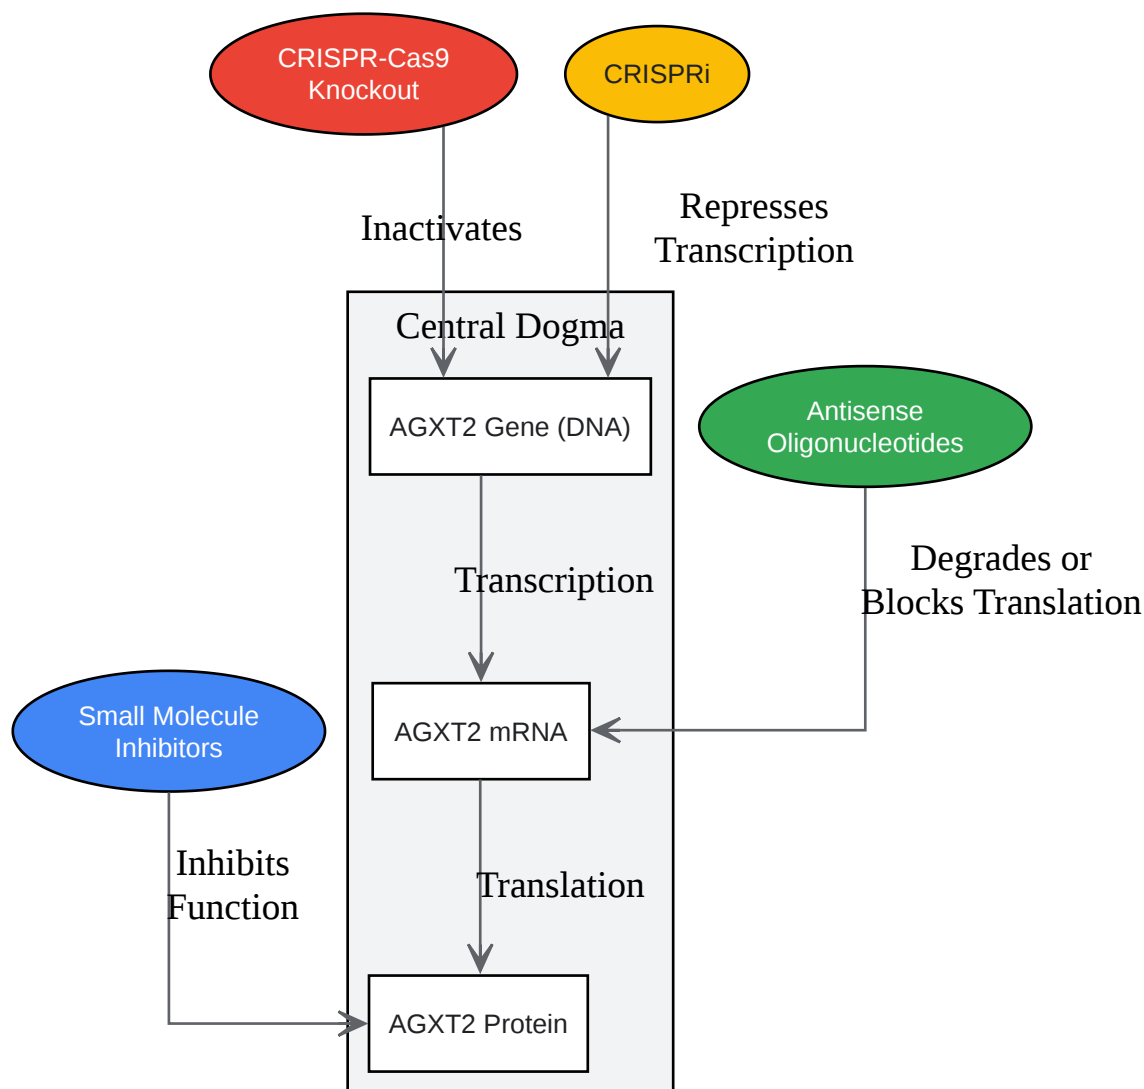 CRISPR-Cas9
Knockout
CRISPRi
Inactivates
Represses
Transcription
Central Dogma
AGXT2 Gene (DNA)
Antisense
Oligonucleotides
Transcription
Degrades or
Blocks Translation
Small Molecule
Inhibitors
AGXT2 mRNA
Inhibits
Function
Translation
AGXT2 Protein